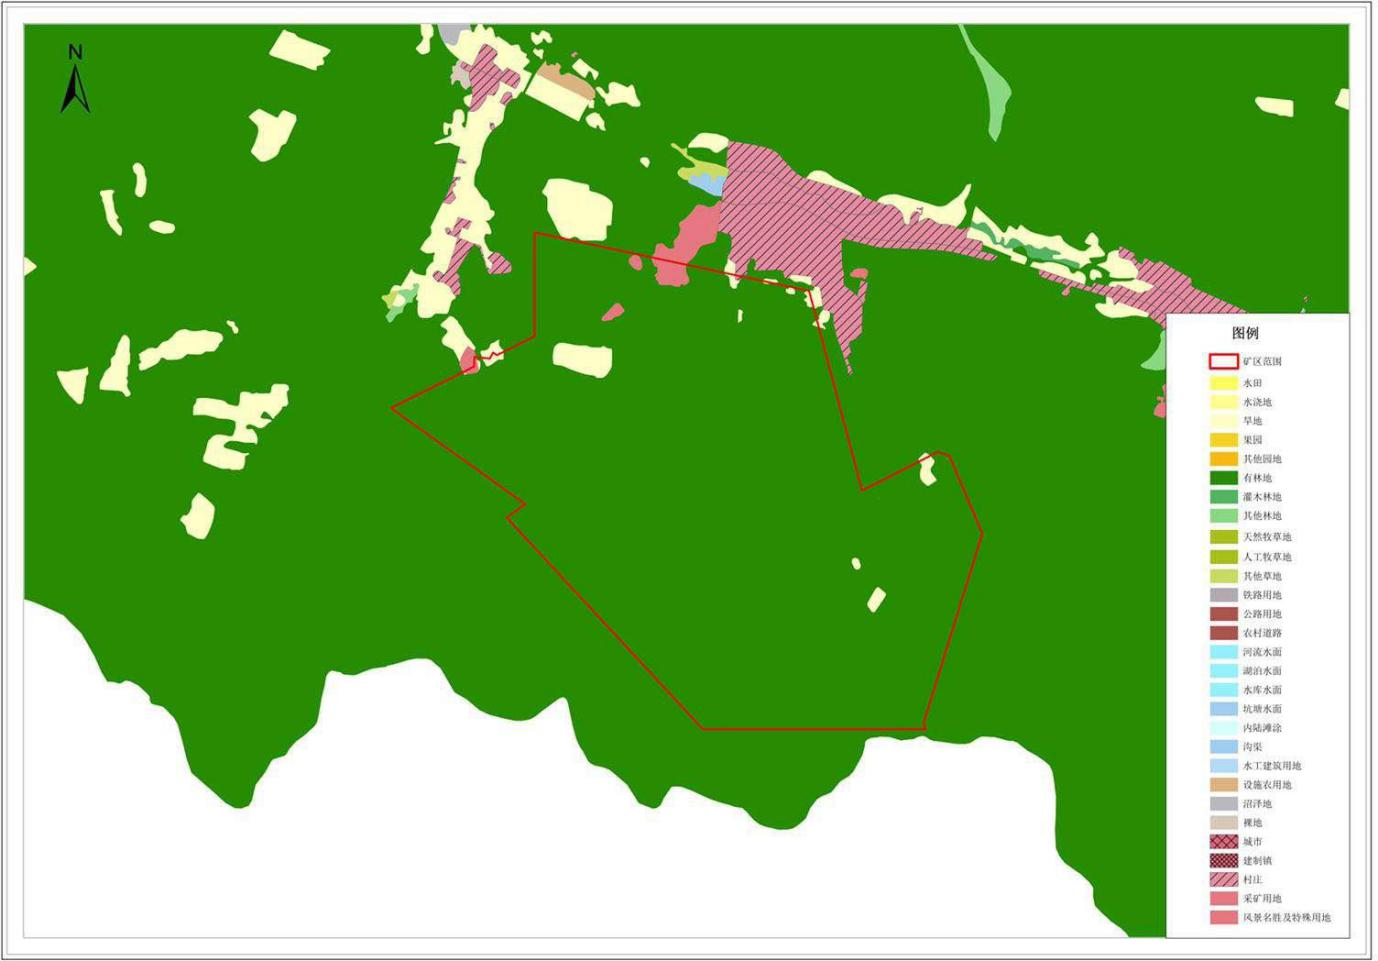 N
图例
矿区范围
水田
水浇地
旱地
果园
其他园地
有林地
灌木林地
其他林地
天然牧草地
人工牧草地
其他草地
铁路用地
公路用地
农村道路
河流水面
湖泊水面
水库水面
坑塘水面
内陆滩涂
沟渠
水工建筑用地
设施农用地
沼泽地
裸地
城市
建制镇
村庄
采矿用地
风景名胜及特殊用地